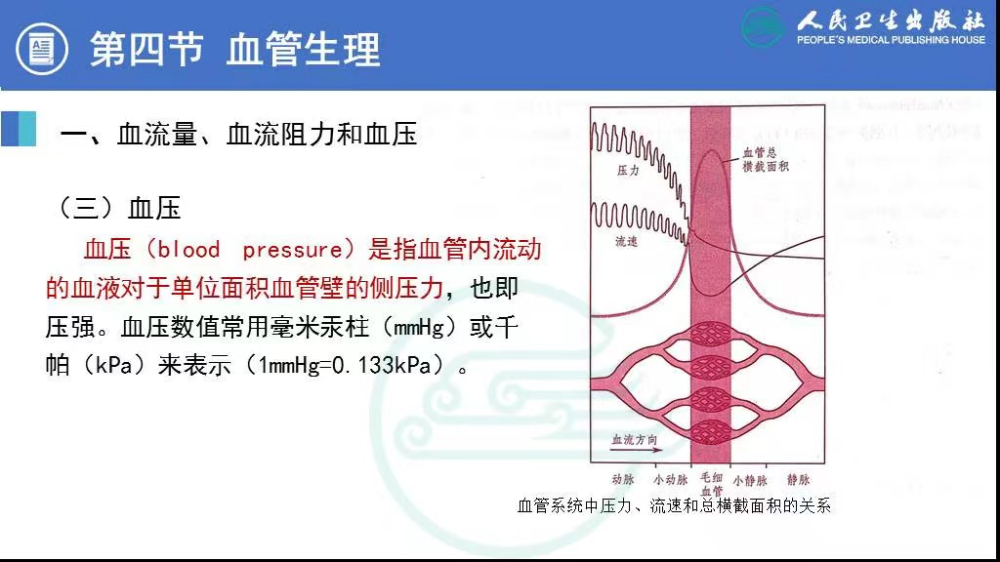 第四节 血管生理
人民卫生出版社
PEOPLE'S MEDICAL PUBLISHING HOUSE
一、血流量、血流阻力和血压
（三）血压
血压（blood pressure）是指血管内流动
的血液对于单位面积血管壁的侧压力，也即
压强。血压数值常用毫米汞柱（mmHg）或千
帕（kPa）来表示（1mmHg=0.133kPa）。
血管总
横截面积
压力
流速
血流方向
动脉 小动脉 毛细血管 小静脉 静脉
血管系统中压力、流速和总横截面积的关系